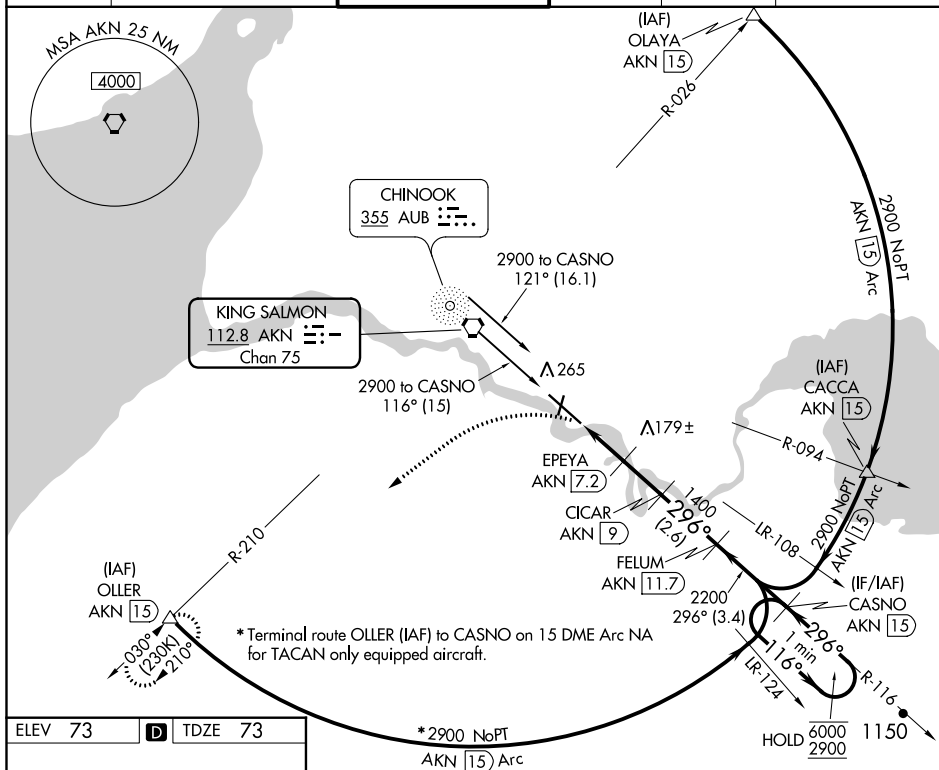 MSA AKN 25 NM
4000
(IAF)
OLAYA
AKN 15
R-026
2900 NoPT
AKN 15 Arc
CHINOOK
355 AUB
2900 to CASNO
121° (16.1)
KING SALMON
112.8 AKN
Chan 75
2900 to CASNO
116° (15)
265
179±
(IAF)
CACCA
AKN 15
R-094
EPEYA
AKN 7.2
CICAR
AKN 9
1400
296°
(2.6)
2900 NoPT
AKN 15 Arc
LR-108
R-210
FELUM
AKN 11.7
(IF/IAF)
CASNO
AKN 15
(IAF)
OLLER
AKN 15
2200
296° (3.4)
030°
(230K)
210°
* Terminal route OLLER (IAF) to CASNO on 15 DME Arc NA
for TACAN only equipped aircraft.
296°
1 min
116°
R-116
LR-124
HOLD 6000
2900
1150
ELEV 73 D TDZE 73
*2900 NoPT
AKN 15 Arc